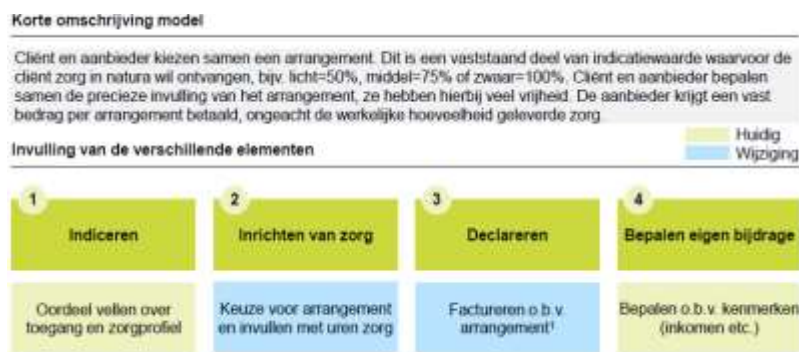 Korte omschrijving model
Cliënt en aanbieder kiezen samen een arrangement. Dit is een vaststaand deel van indicatiewaarde waarvoor de
cliënt zorg in natura wil ontvangen, bijv. licht=50%, middel=75% of zwaar=100%. Cliënt en aanbieder bepalen
samen de precieze invulling van het arrangement, ze hebben hierbij veel vrijheid. De aanbieder krijgt een vast
bedrag per arrangement betaald, ongeacht de werkelijke hoeveelheid geleverde zorg.
Huidig
Wijziging
Invulling van de verschillende elementen
1
Indiceren
2
Inrichten van zorg
3
Declareren
4
Bepalen eigen bijdrage
Oordeel vellen over
toegang en zorgprofiel
Keuze voor arrangement
en invullen met uren zorg
Factureren o.b.v.
arrangement¹
Bepalen o.b.v. kenmerken
(inkomen etc.)